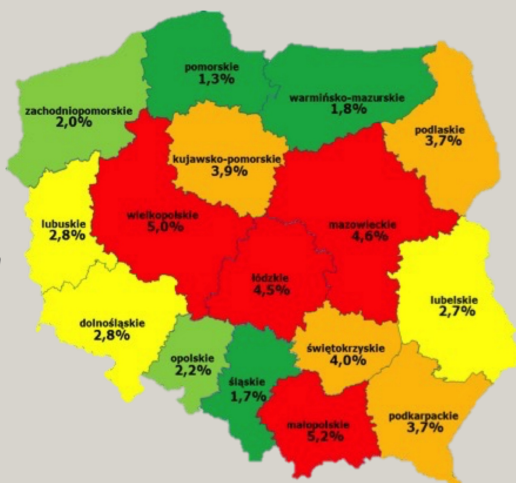 pomorskie
1,3%
warmińsko-mazurskie
1,8%
zachodniopomorskie
2,0%
podlaskie
3,7%
kujawsko-pomorskie
3,9%
wielkopolskie
5,0%
mazowieckie
4,6%
lubuskie
2,8%
łódzkie
4,5%
lubelskie
2,7%
dolnośląskie
2,8%
świętokrzyskie
4,0%
opolskie
2,2%
śląskie
1,7%
małopolskie
5,2%
podkarpackie
3,7%